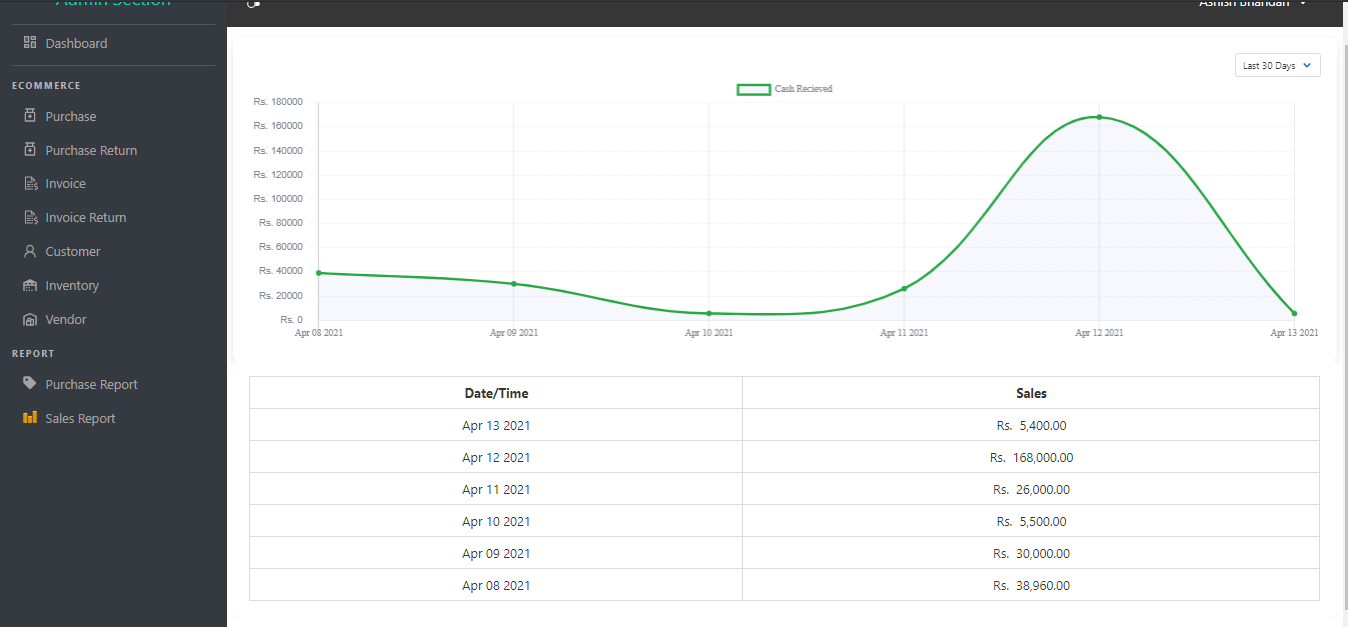 Admin Section
Ashish Bhandari
Dashboard
ECOMMERCE
Purchase
Purchase Return
Invoice
Invoice Return
Customer
Inventory
Vendor
REPORT
Purchase Report
Sales Report
Last 30 Days
Cash Recieved
Rs. 180000
Rs. 160000
Rs. 140000
Rs. 120000
Rs. 100000
Rs. 80000
Rs. 60000
Rs. 40000
Rs. 20000
Rs. 0
Apr 08 2021 Apr 09 2021 Apr 10 2021 Apr 11 2021 Apr 12 2021 Apr 13 2021
Date/Time Sales
Apr 13 2021 Rs. 5,400.00
Apr 12 2021 Rs. 168,000.00
Apr 11 2021 Rs. 26,000.00
Apr 10 2021 Rs. 5,500.00
Apr 09 2021 Rs. 30,000.00
Apr 08 2021 Rs. 38,960.00